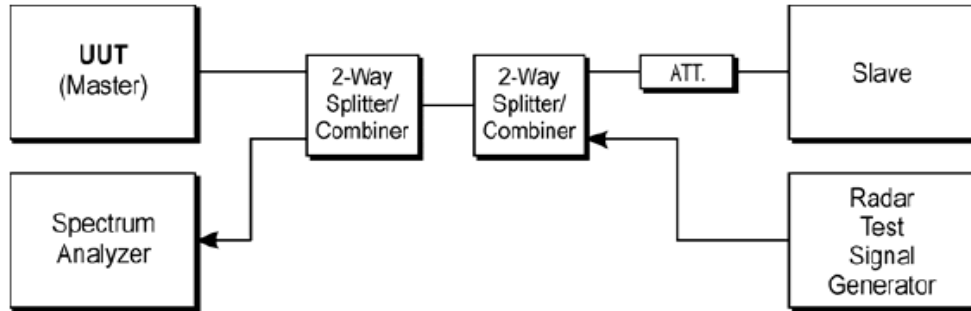 UUT
(Master)
2-Way
Splitter/
Combiner
2-Way
Splitter/
Combiner
ATT.
Slave
Spectrum
Analyzer
Radar
Test
Signal
Generator